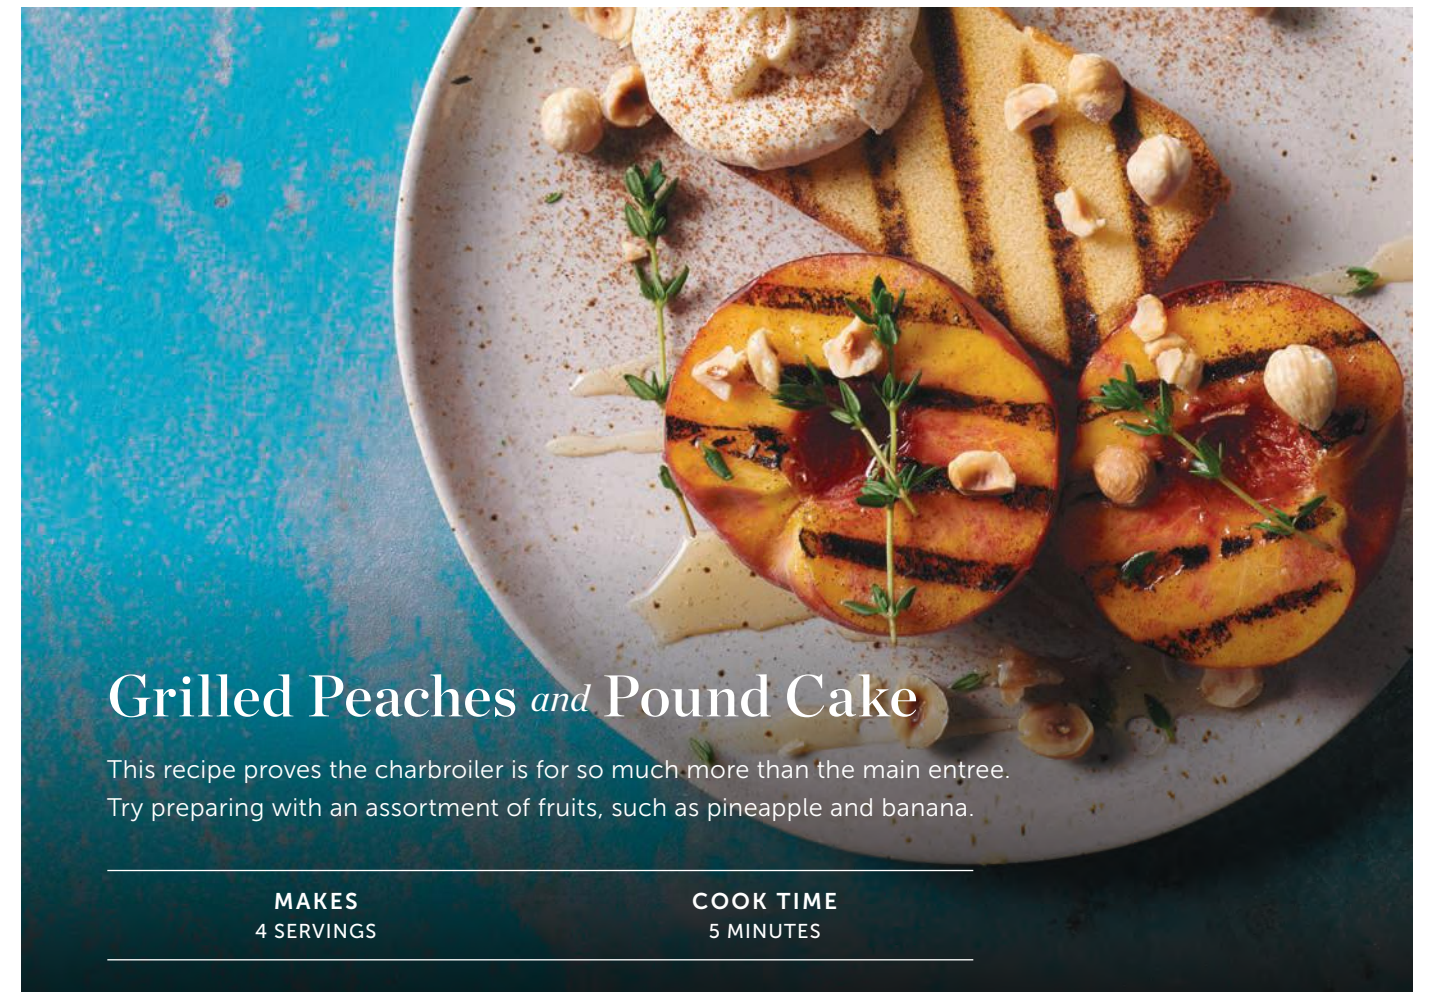 Grilled Peaches and Pound Cake
This recipe proves the charbroiler is for so much more than the main entree.
Try preparing with an assortment of fruits, such as pineapple and banana.
MAKES
4 SERVINGS
COOK TIME
5 MINUTES